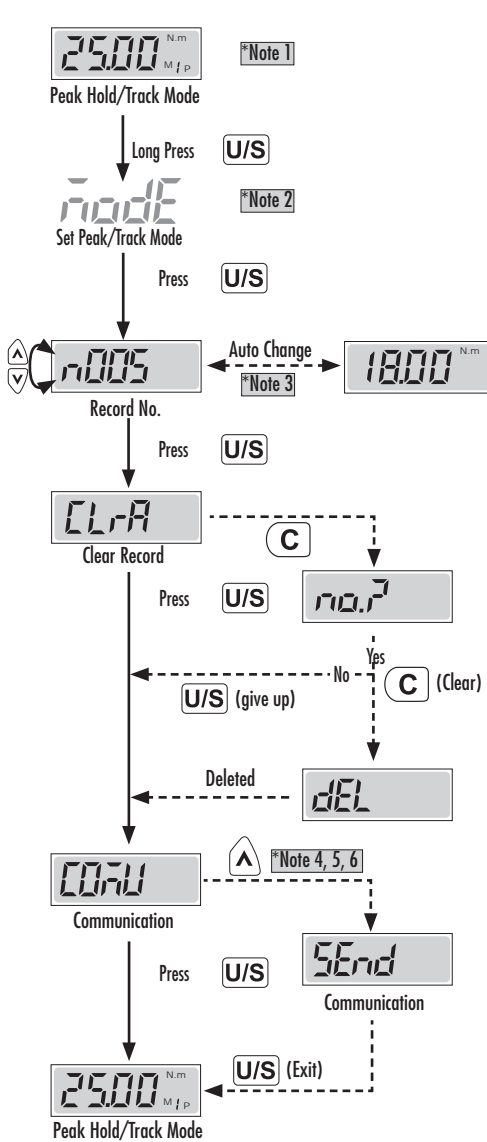 25.00 N.m M1P
*Note 1
Peak Hold/Track Mode
Long Press U/S
modE
*Note 2
Set Peak/Track Mode
Press U/S
n005
Auto Change
*Note 3
18.00 N.m
Record No.
Press U/S
CLrA
C
Clear Record
Press U/S
no.?
Yes
No
C (Clear)
U/S (give up)
Deleted
dEL
COmU
*Note 4, 5, 6
Communication
SEnd
Press U/S
Communication
U/S (Exit)
25.00 N.m M1P
Peak Hold/Track Mode